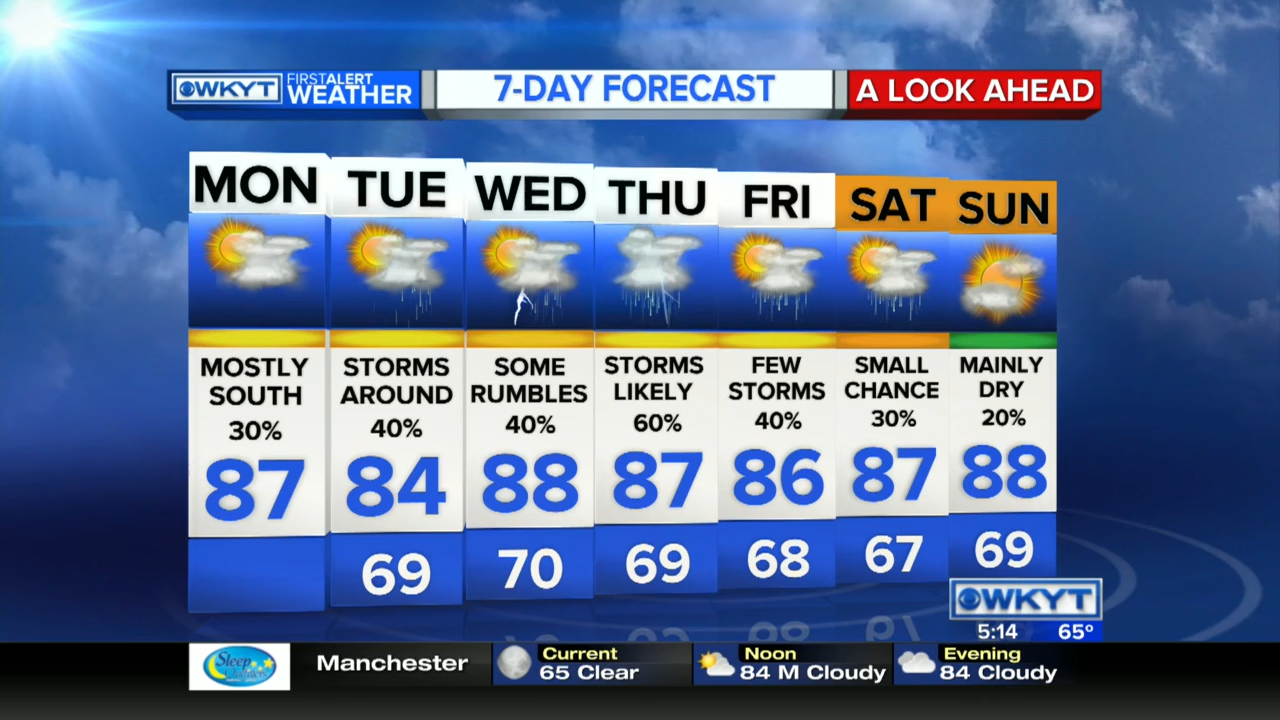 WKYT FIRST ALERT WEATHER
7-DAY FORECAST
A LOOK AHEAD
MON TUE WED THU FRI SAT SUN
MOSTLY SOUTH 30%
STORMS AROUND 40%
SOME RUMBLES 40%
STORMS LIKELY 60%
FEW STORMS 40%
SMALL CHANCE 30%
MAINLY DRY 20%
87 84 88 87 86 87 88
69 70 69 68 67 69
WKYT
5:14 65°
Sleep Outfitters
Manchester
Current
65 Clear
Noon
84 M Cloudy
Evening
84 Cloudy